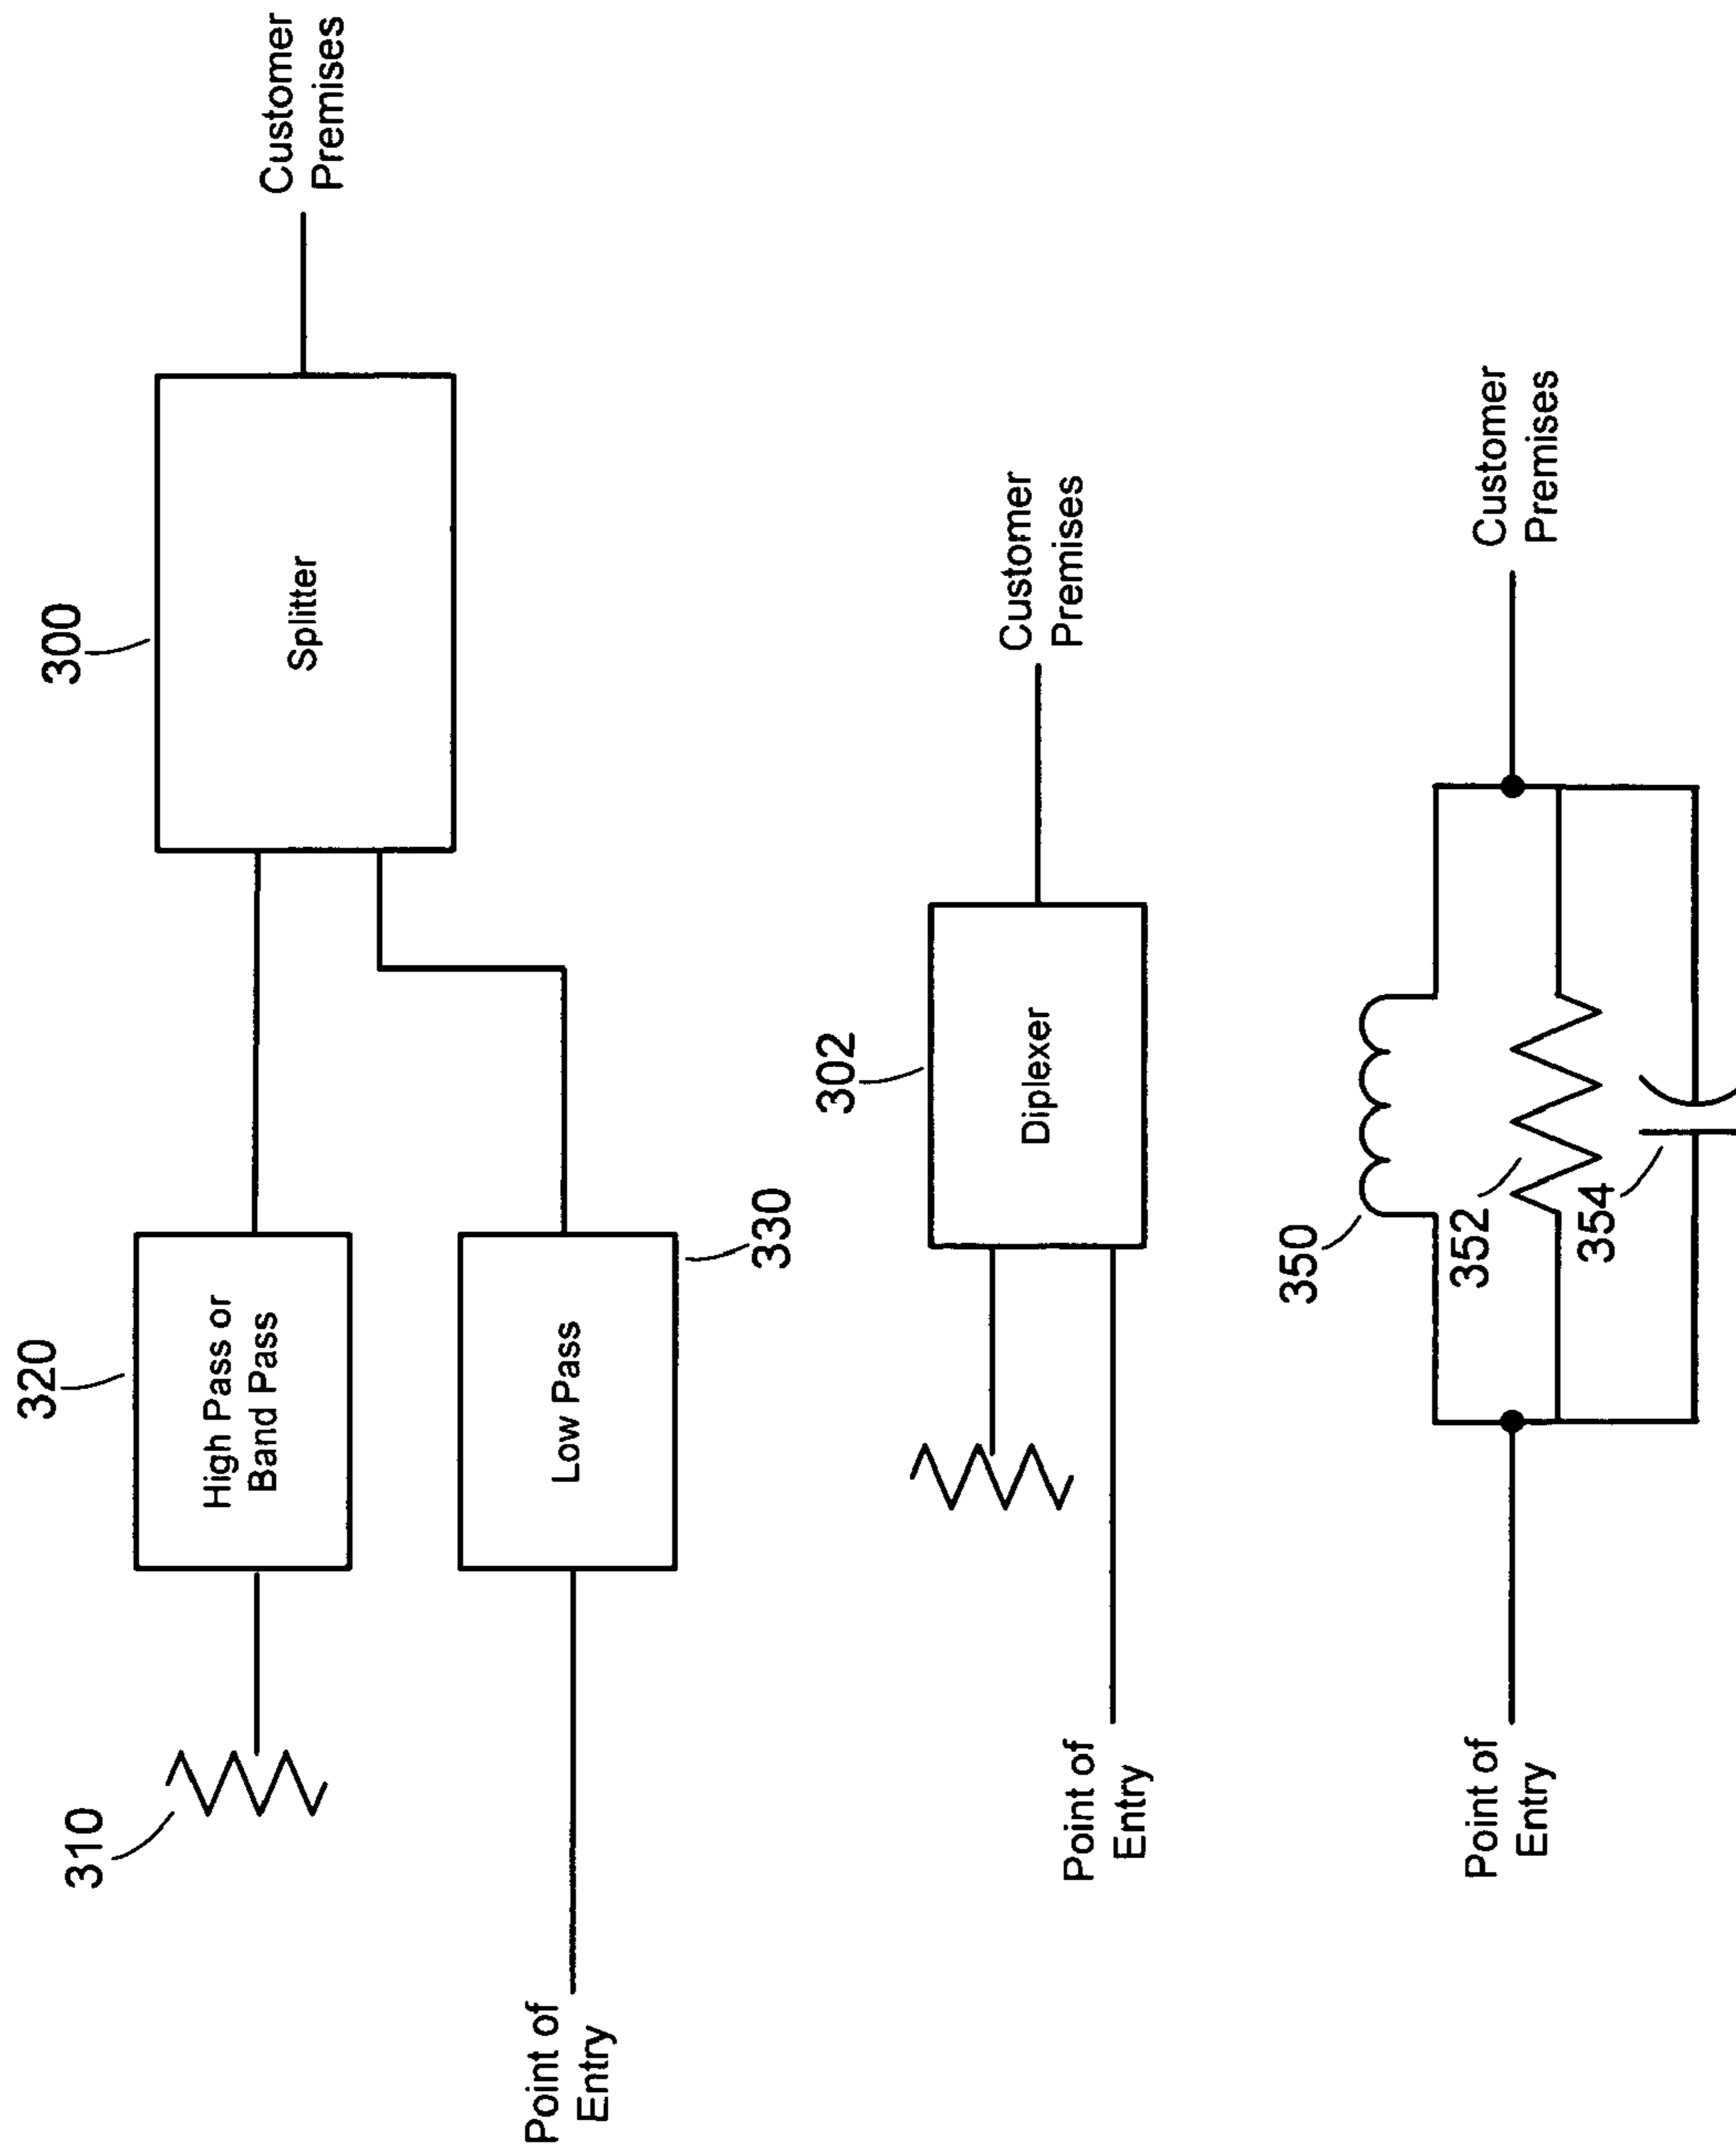 300
Splitter
Customer
Premises
320
High Pass or
Band Pass
310
330
Low Pass
Point of
Entry
302
Diplexer
Customer
Premises
Point of
Entry
350
352
354
Customer
Premises
Point of
Entry